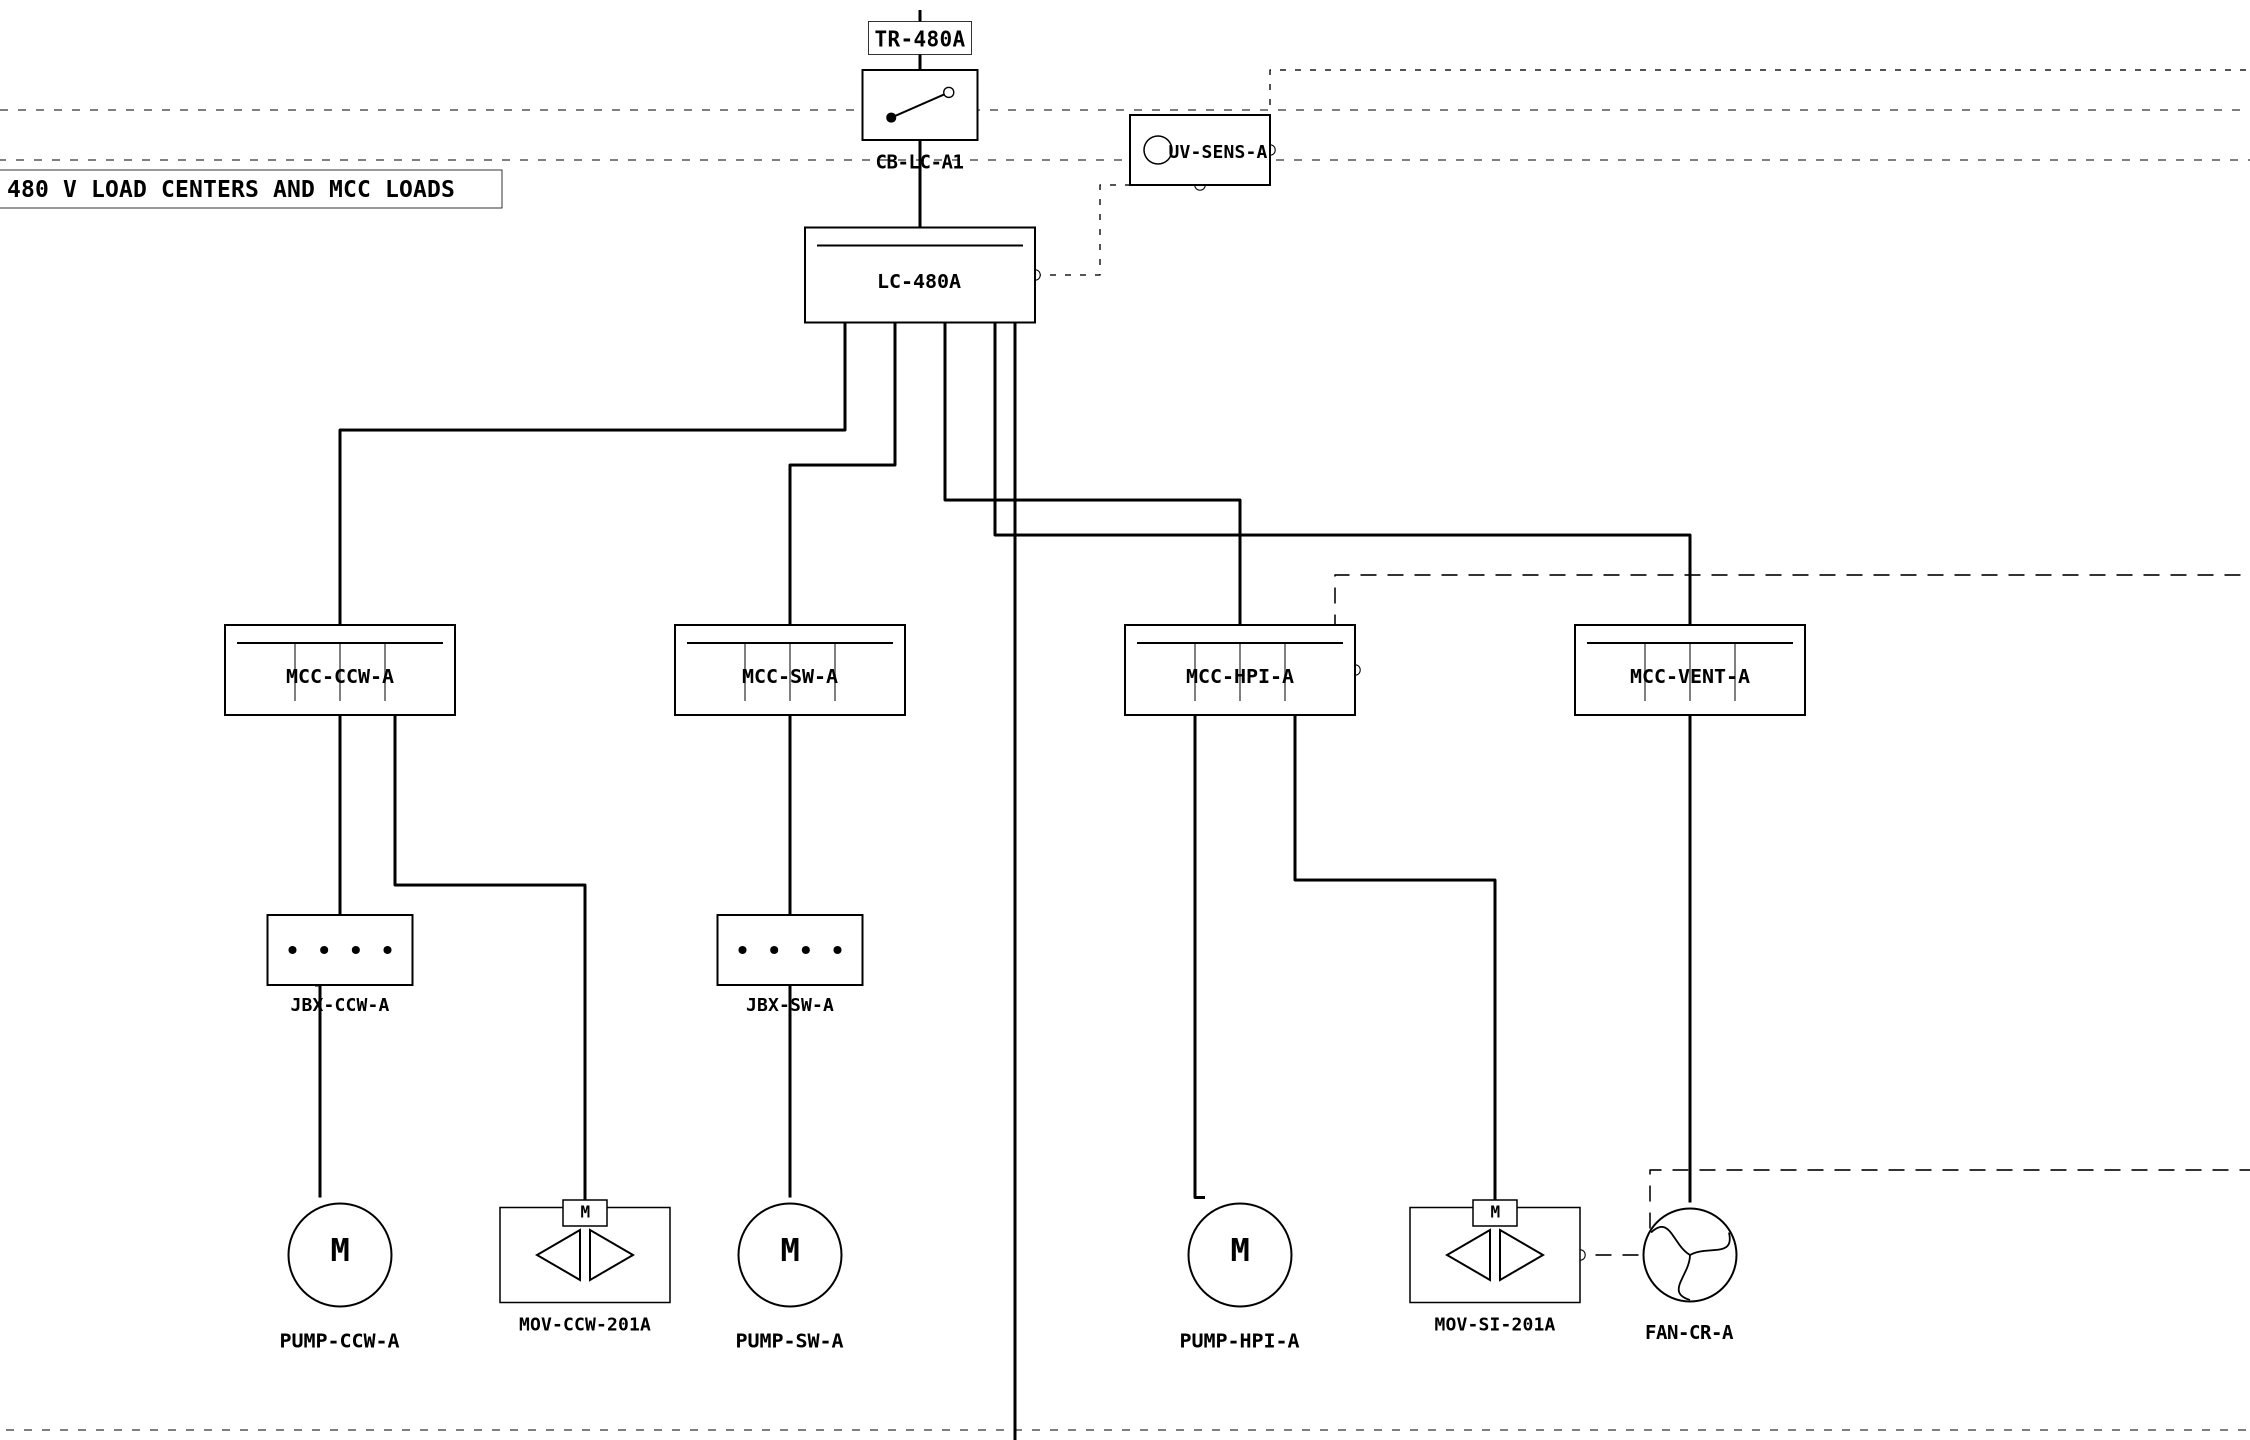 TR-480A
CB-LC-A1
UV-SENS-A
480 V LOAD CENTERS AND MCC LOADS
LC-480A
MCC-CCW-A
MCC-SW-A
MCC-HPI-A
MCC-VENT-A
JBX-CCW-A
JBX-SW-A
M
M
M
M
M
PUMP-CCW-A
MOV-CCW-201A
PUMP-SW-A
PUMP-HPI-A
MOV-SI-201A
FAN-CR-A